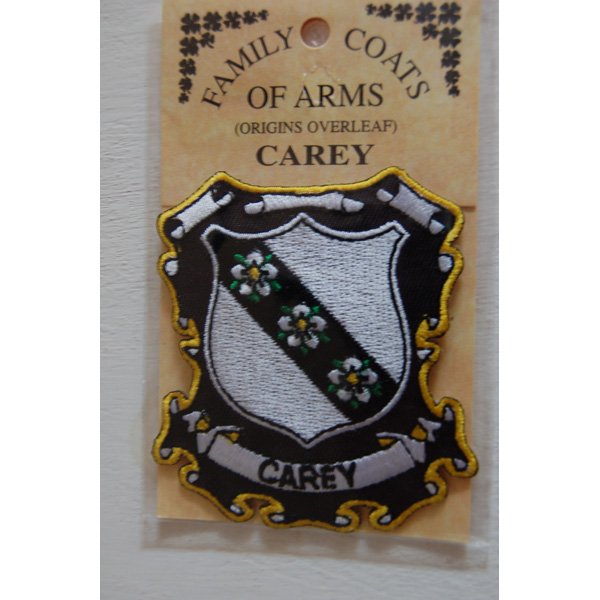 FAMILY COATS
OF ARMS
(ORIGINS OVERLEAF)
CAREY
CAREY